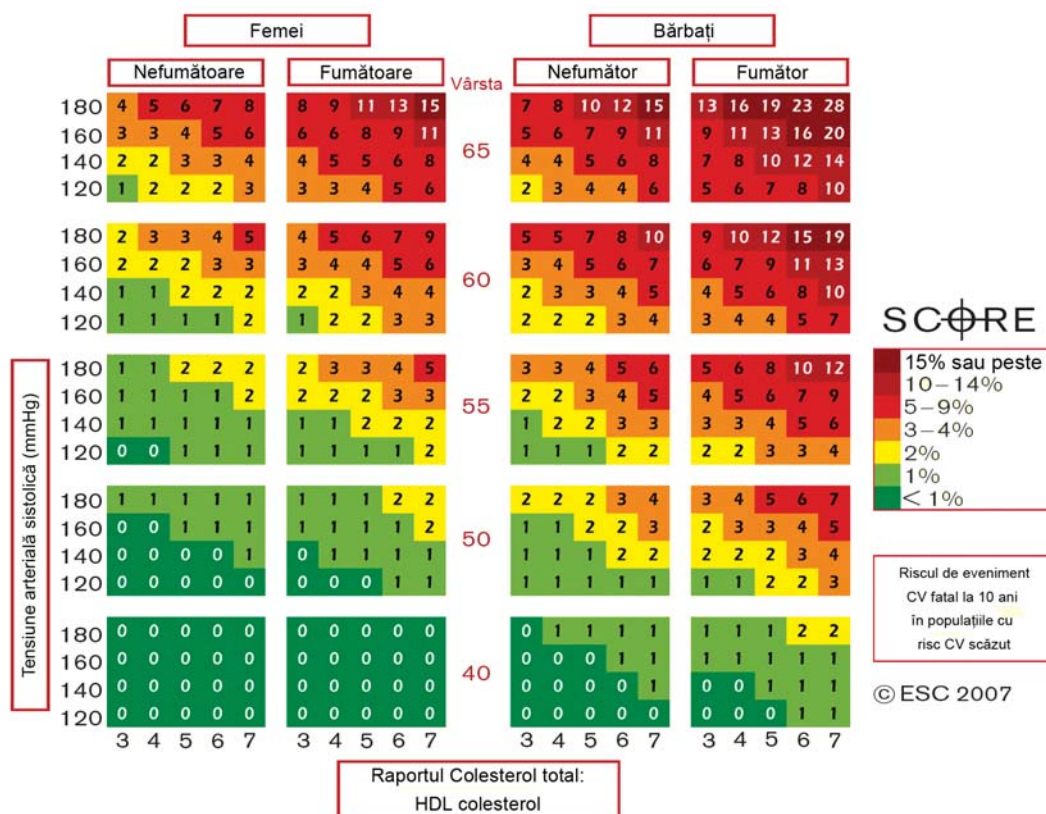 Femei
Bărbați
Nefumătoare
Fumătoare
Vârsta
Nefumător
Fumător
180 4 5 6 7 8 8 9 11 13 15 7 8 10 12 15 13 16 19 23 28
160 3 3 4 5 6 6 6 8 9 11 5 6 7 9 11 9 11 13 16 20
65
140 2 2 3 3 4 4 5 5 6 8 4 4 5 6 8 7 8 10 12 14
120 1 2 2 2 3 3 3 4 5 6 2 3 4 4 6 5 6 7 8 10
180 2 3 3 4 5 4 5 6 7 9 5 5 7 8 10 9 10 12 15 19
160 2 2 2 3 3 3 4 4 5 6 3 4 5 6 7 6 7 9 11 13
60
140 1 1 2 2 2 2 2 3 4 4 2 3 3 4 5 4 5 6 8 10
120 1 1 1 1 2 1 2 2 3 3 2 2 2 3 4 3 4 4 5 7
180 1 1 2 2 2 2 3 3 4 5 3 3 4 5 6 5 6 8 10 12
160 1 1 1 1 2 2 2 2 3 3 2 2 3 4 5 4 5 6 7 9
55
140 1 1 1 1 1 1 1 2 2 2 1 2 2 3 3 3 3 4 5 6
120 0 0 1 1 1 1 1 1 1 2 1 1 1 2 2 2 2 3 3 4
180 1 1 1 1 1 1 1 1 2 2 2 2 2 3 4 3 4 5 6 7
160 0 0 1 1 1 1 1 1 1 2 1 1 2 2 3 2 3 3 4 5
50
140 0 0 0 0 1 0 1 1 1 1 1 1 1 2 2 2 2 2 3 4
120 0 0 0 0 0 0 0 0 1 1 1 1 1 1 1 1 1 2 2 3
180 0 0 0 0 0 0 0 0 0 0 0 1 1 1 1 1 1 1 2 2
160 0 0 0 0 0 0 0 0 0 0 0 0 0 1 1 1 1 1 1 1
40
140 0 0 0 0 0 0 0 0 0 0 0 0 0 0 1 0 0 1 1 1
120 0 0 0 0 0 0 0 0 0 0 0 0 0 0 0 0 0 0 1 1
3 4 5 6 7 3 4 5 6 7 3 4 5 6 7 3 4 5 6 7
Tensiune arterială sistolică (mmHg)
Raportul Colesterol total:
HDL colesterol
SCORE
15% sau peste
10–14%
5–9%
3–4%
2%
1%
< 1%
Riscul de eveniment
CV fatal la 10 ani
în populațiile cu
risc CV scăzut
© ESC 2007